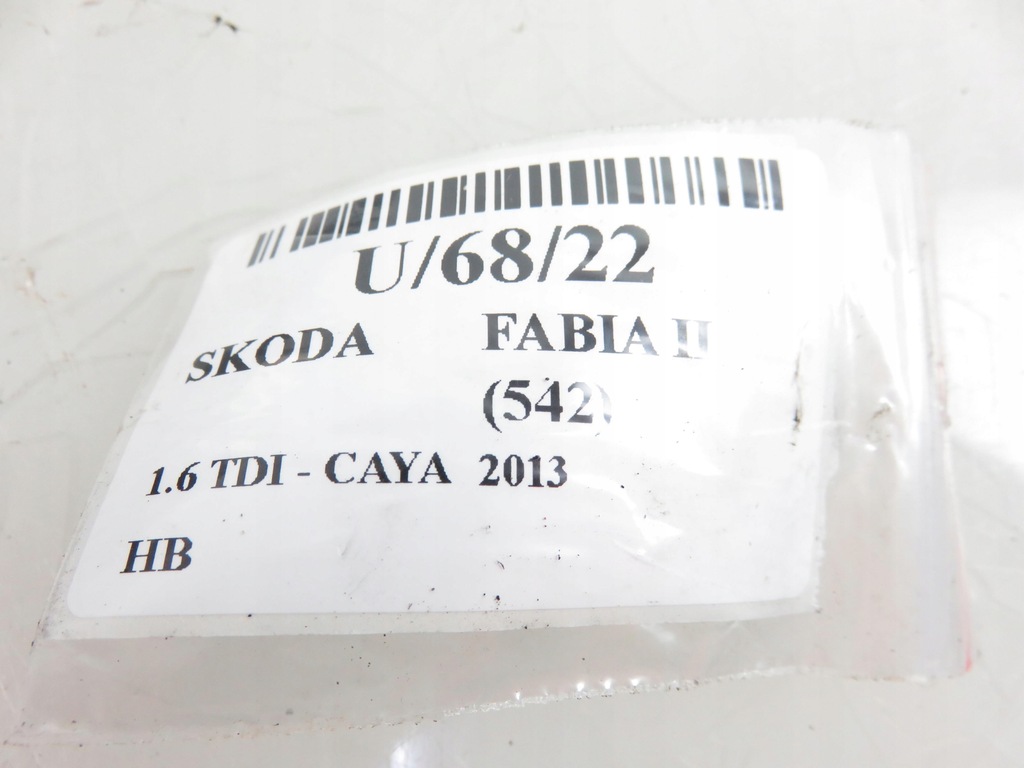 U/68/22
SKODA FABIA II
(542)
1.6 TDI - CAYA 2013
HB